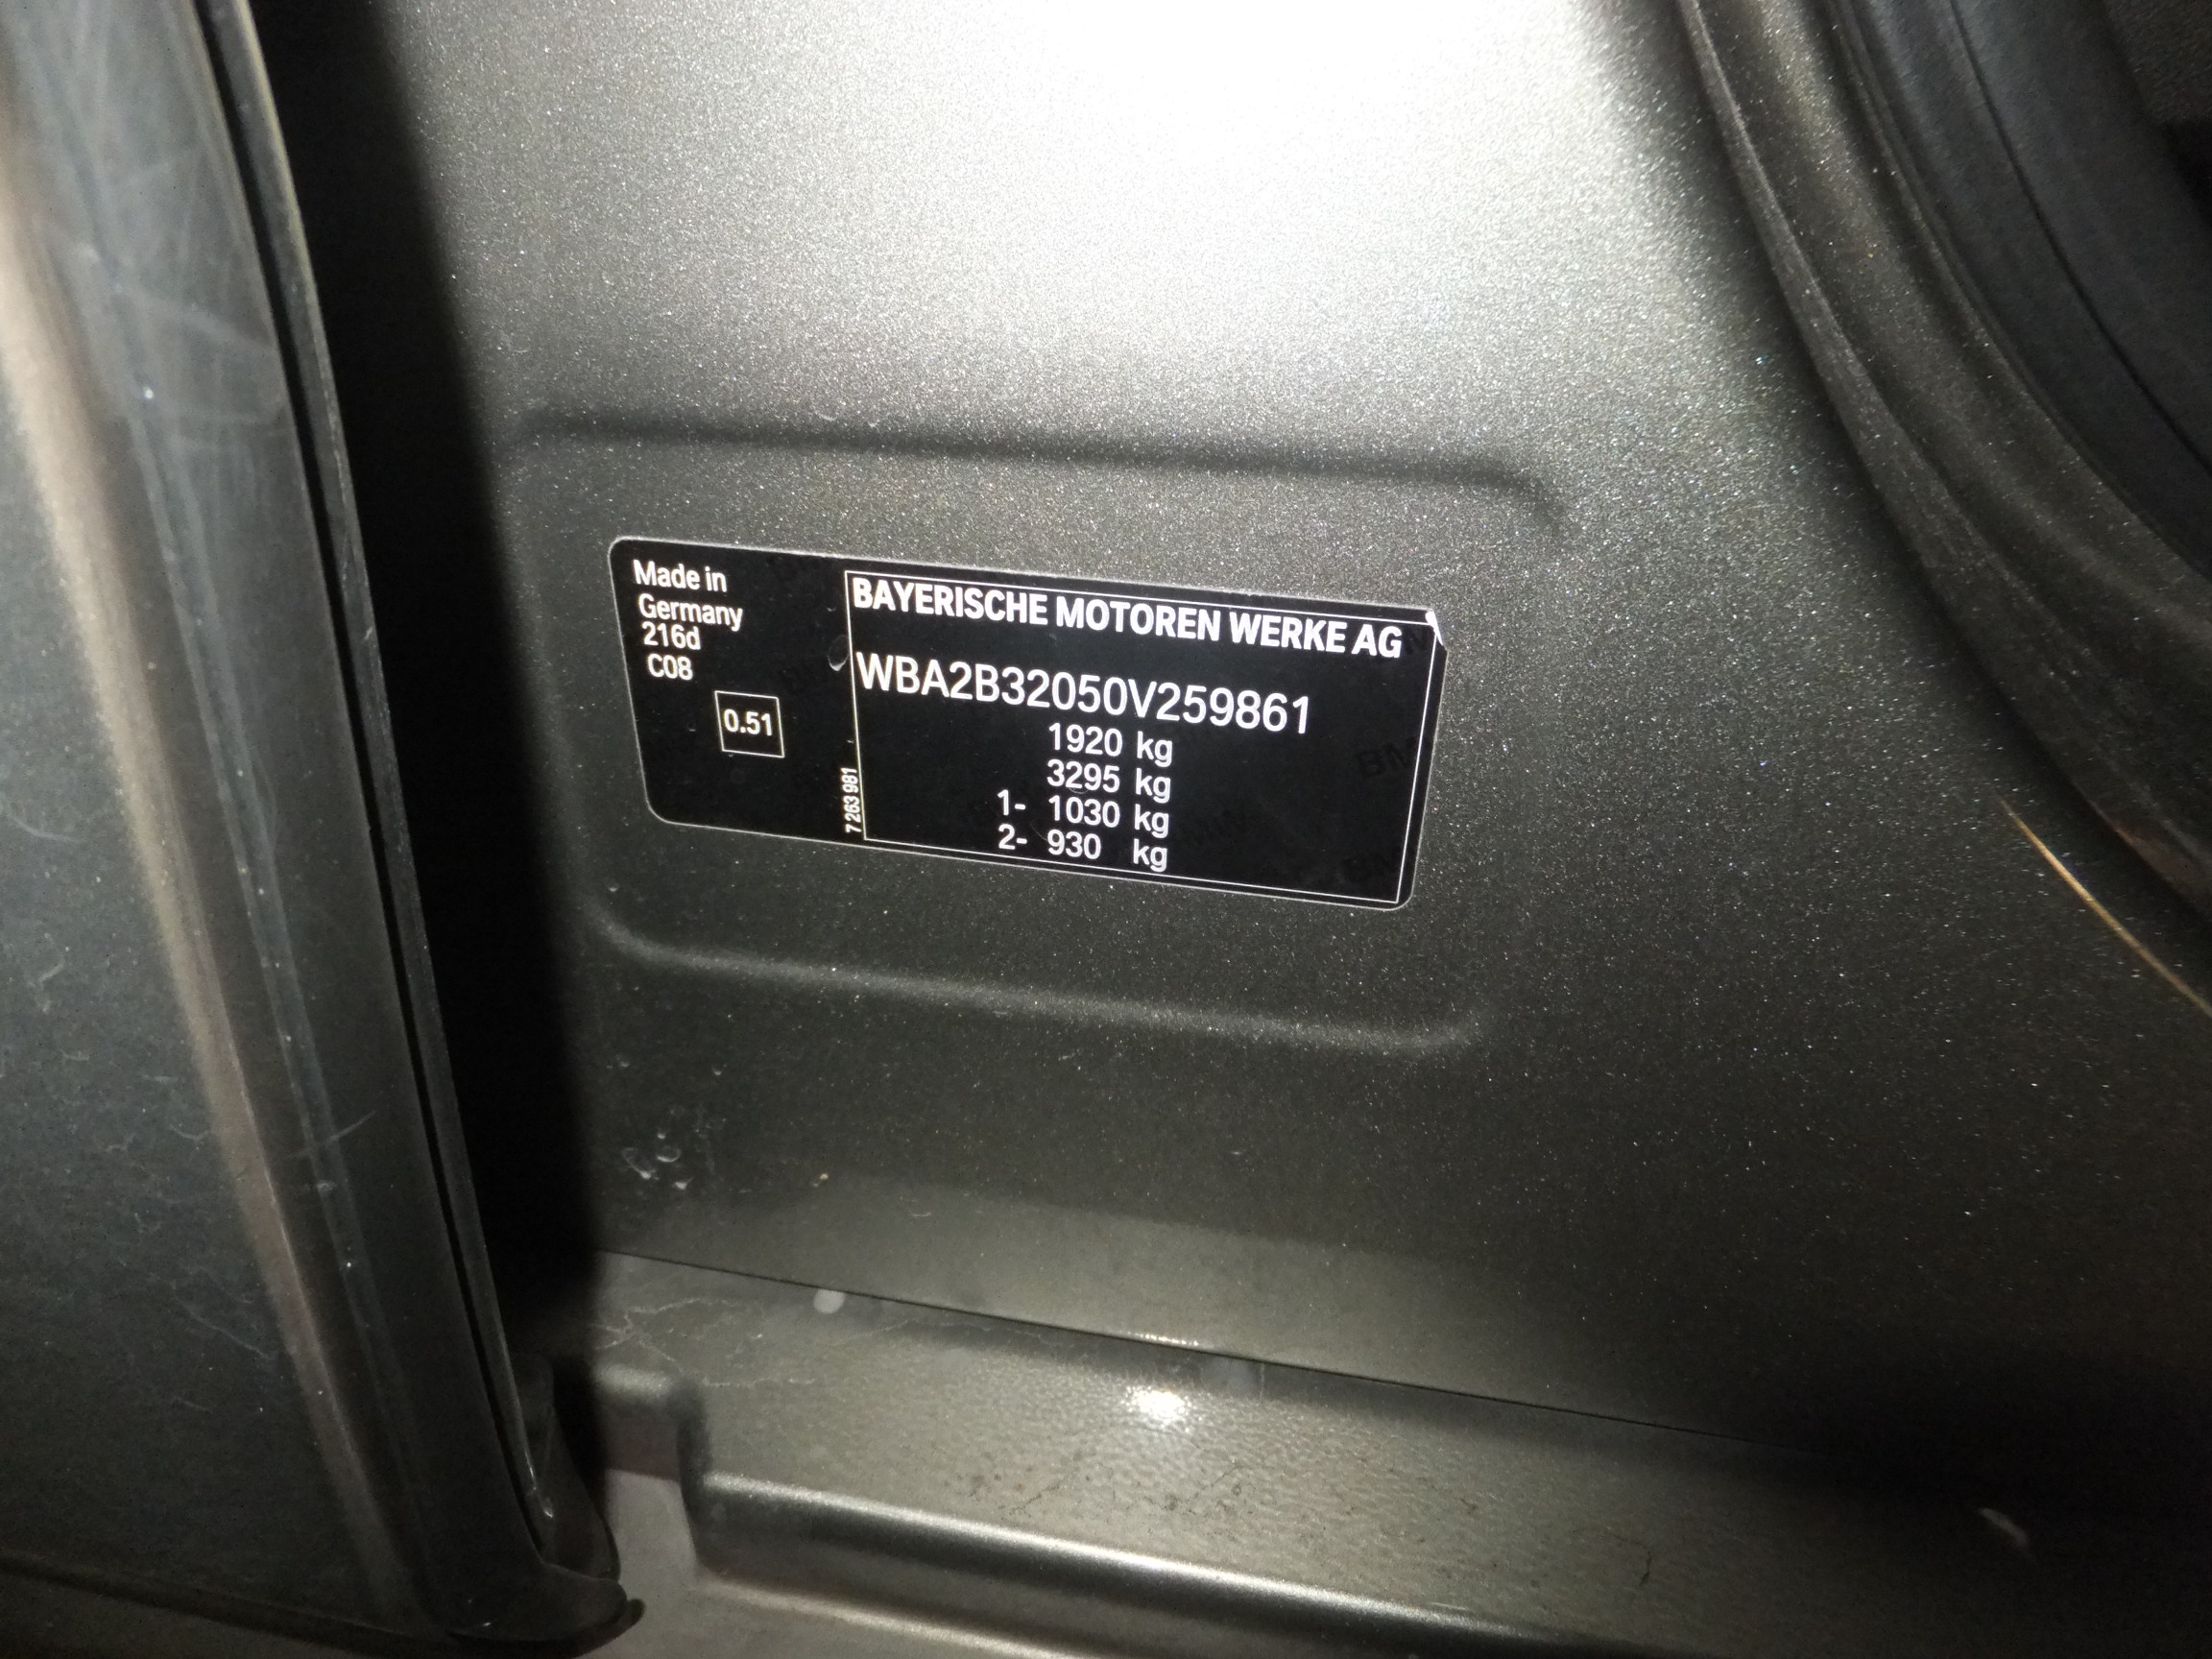 Made in
Germany
216d
C08
0.51
7 263 981
BAYERISCHE MOTOREN WERKE AG
WBA2B32050V259861
1920 kg
3295 kg
1- 1030 kg
2- 930 kg